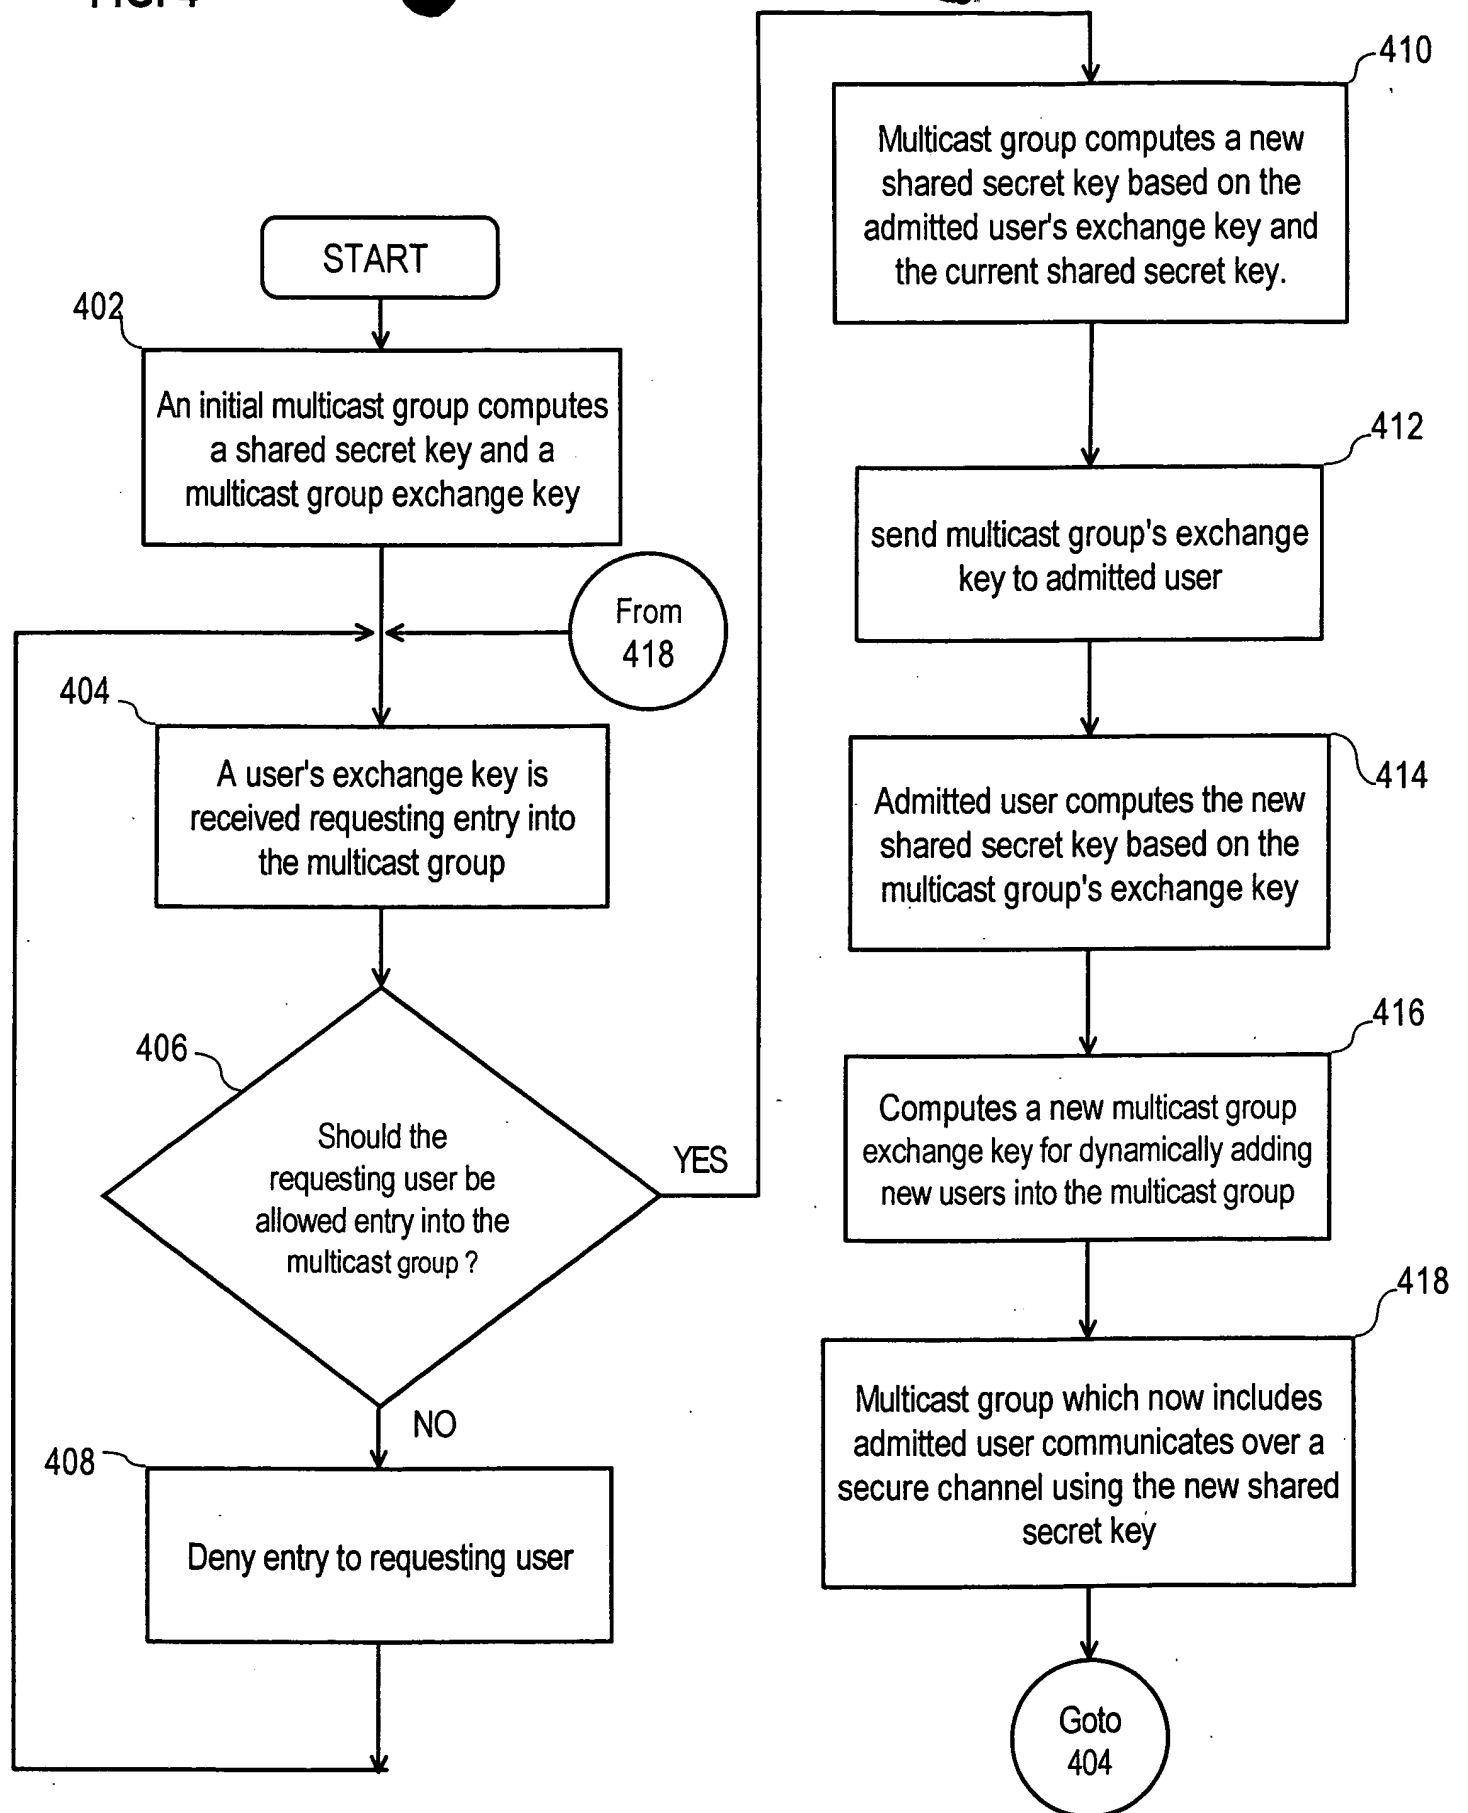 FIG. 4
START
402
An initial multicast group computes
a shared secret key and a
multicast group exchange key
From
418
404
A user's exchange key is
received requesting entry into
the multicast group
406
Should the
requesting user be
allowed entry into the
multicast group ?
YES
NO
408
Deny entry to requesting user
410
Multicast group computes a new
shared secret key based on the
admitted user's exchange key and
the current shared secret key.
412
send multicast group's exchange
key to admitted user
414
Admitted user computes the new
shared secret key based on the
multicast group's exchange key
416
Computes a new multicast group
exchange key for dynamically adding
new users into the multicast group
418
Multicast group which now includes
admitted user communicates over a
secure channel using the new shared
secret key
Goto
404